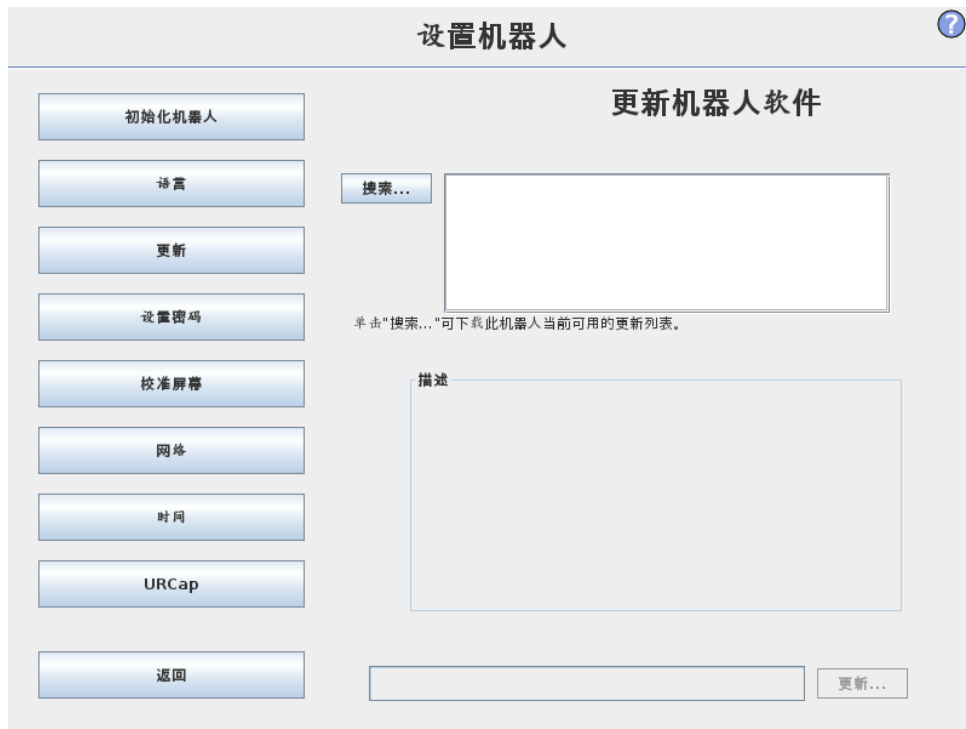 设置机器人
?
初始化机器人
更新机器人软件
语言
搜索...
更新
设置密码
单击"搜索..."可下载此机器人当前可用的更新列表。
校准屏幕
描述
网络
时间
URCap
返回
更新...